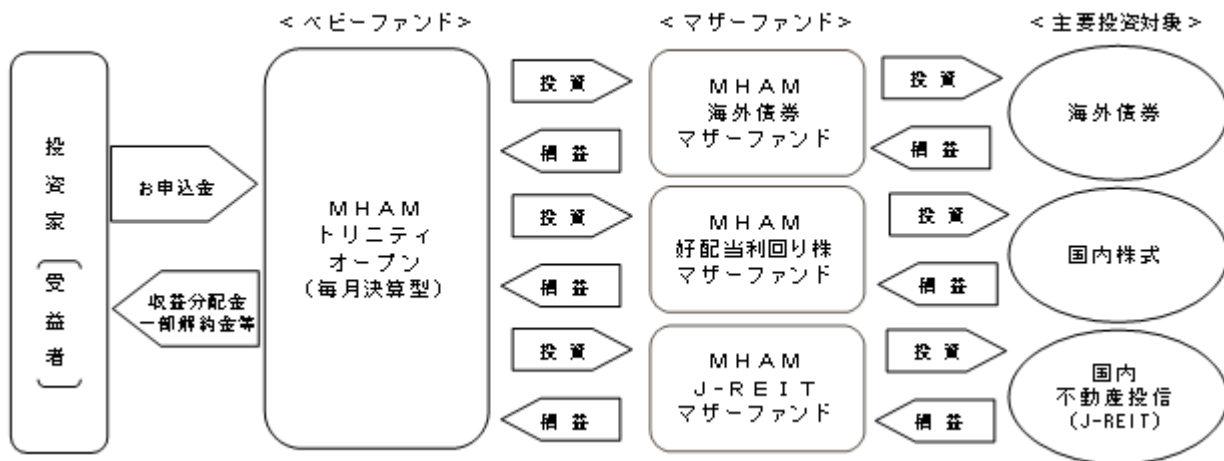 ＜ベビーファンド＞
＜マザーファンド＞
＜主要投資対象＞
投資家
（受益者）
お申込金
収益分配金
一部解約金等
ＭＨＡＭ
トリニティ
オープン
（毎月決算型）
投資
損益
投資
損益
投資
損益
ＭＨＡＭ
海外債券
マザーファンド
ＭＨＡＭ
好配当利回り株
マザーファンド
ＭＨＡＭ
Ｊ-ＲＥＩＴ
マザーファンド
投資
損益
投資
損益
投資
損益
海外債券
国内株式
国内
不動産投信
(J-REIT)